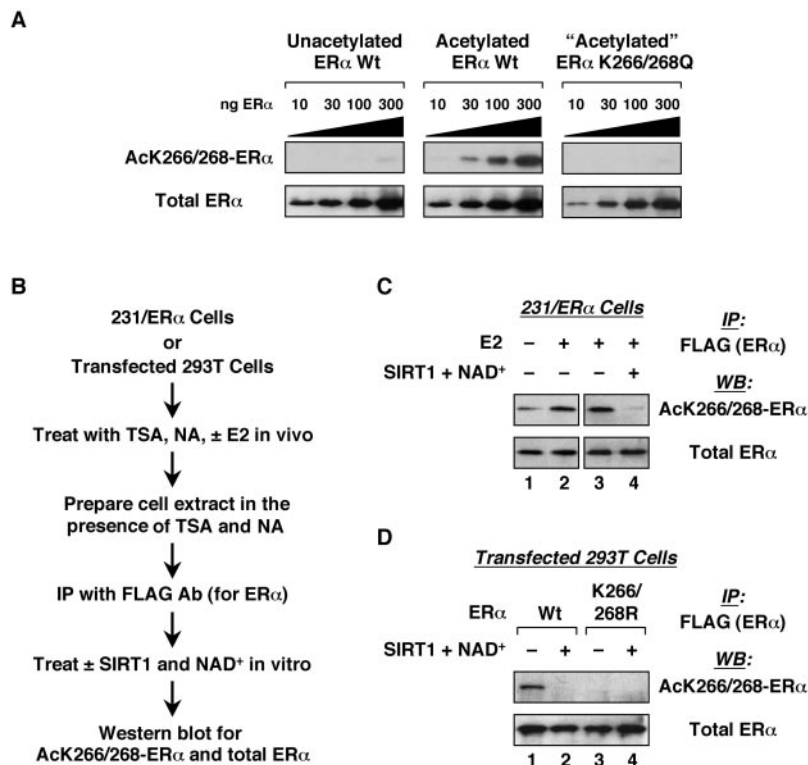 A
Unacetylated ERα Wt
Acetylated ERα Wt
“Acetylated” ERα K266/268Q
ng ERα 10 30 100 300 10 30 100 300 10 30 100 300
AcK266/268-ERα
Total ERα
B
231/ERα Cells
or
Transfected 293T Cells
Treat with TSA, NA, ± E2 in vivo
Prepare cell extract in the
presence of TSA and NA
IP with FLAG Ab (for ERα)
Treat ± SIRT1 and NAD⁺ in vitro
Western blot for
AcK266/268-ERα and total ERα
C
231/ERα Cells
E2 – + + +
SIRT1 + NAD⁺ – – – +
IP:
FLAG (ERα)
WB:
AcK266/268-ERα
Total ERα
1 2 3 4
D
Transfected 293T Cells
ERα Wt K266/
268R
SIRT1 + NAD⁺ – + – +
IP:
FLAG (ERα)
WB:
AcK266/268-ERα
Total ERα
1 2 3 4